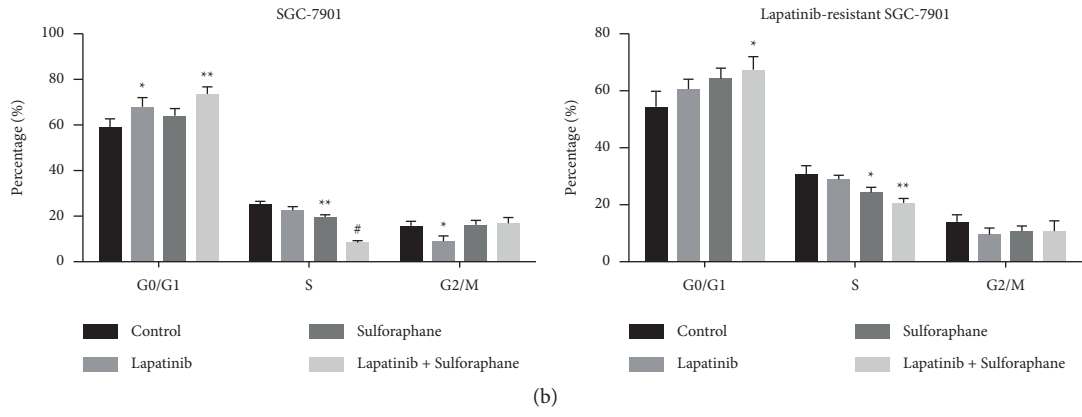 SGC-7901
Percentage (%)
100
80
60
40
20
0
*
**
**
#
*
G0/G1 S G2/M
Control Sulforaphane
Lapatinib Lapatinib + Sulforaphane
Lapatinib-resistant SGC-7901
Percentage (%)
80
60
40
20
0
*
*
**
G0/G1 S G2/M
Control Sulforaphane
Lapatinib Lapatinib + Sulforaphane
(b)